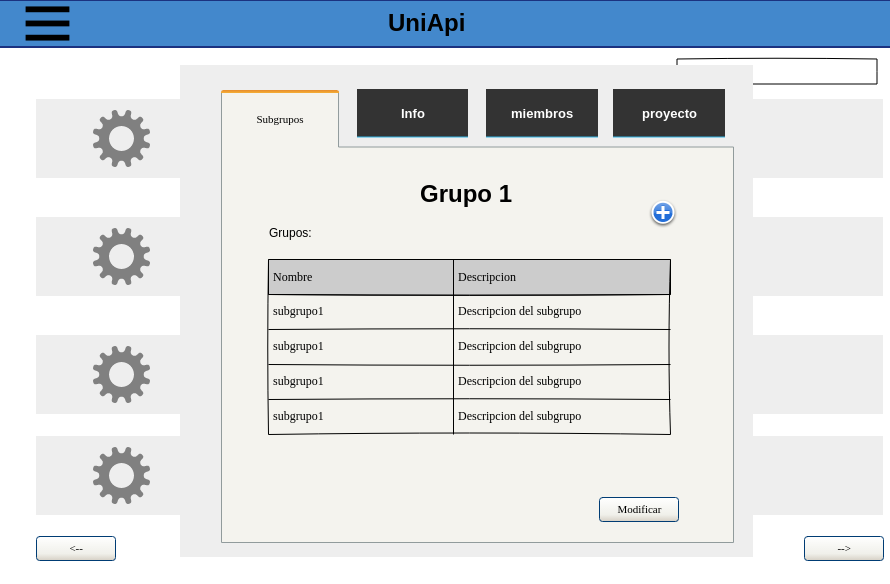 UniApi
Subgrupos Info miembros proyecto
Grupo 1
Grupos:
Nombre Descripcion
subgrupo1 Descripcion del subgrupo
subgrupo1 Descripcion del subgrupo
subgrupo1 Descripcion del subgrupo
subgrupo1 Descripcion del subgrupo
Modificar
<-- -->